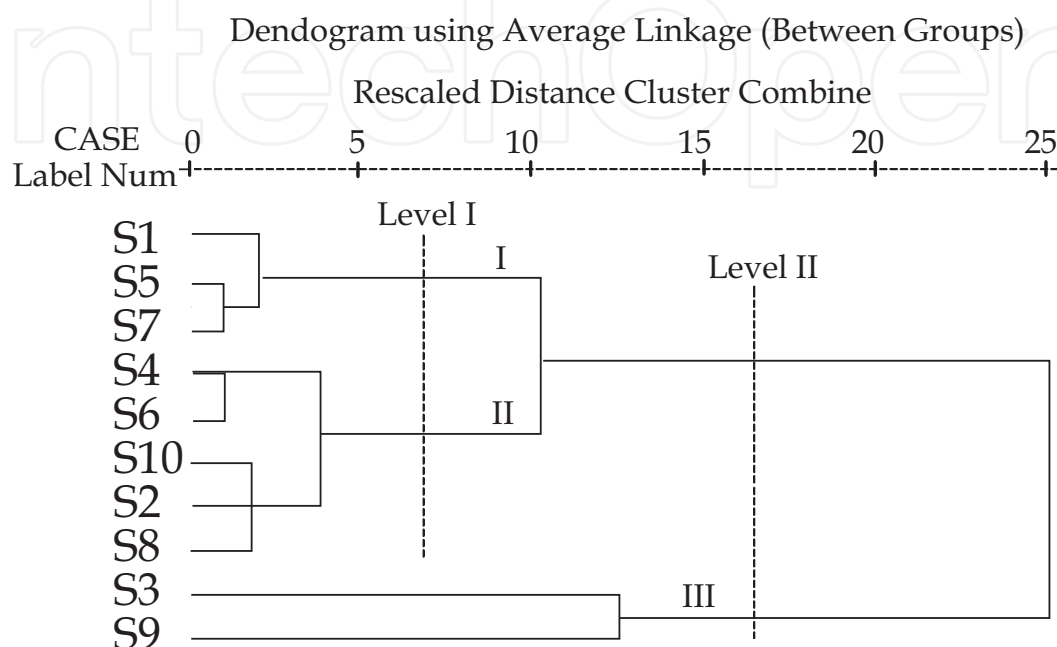 ntechOpen
Dendogram using Average Linkage (Between Groups)
Rescaled Distance Cluster Combine
CASE 0 5 10 15 20 25
Label Num
Level I
S1
I
Level II
S5
S7
S4
S6
II
S10
S2
S8
S3
III
S9